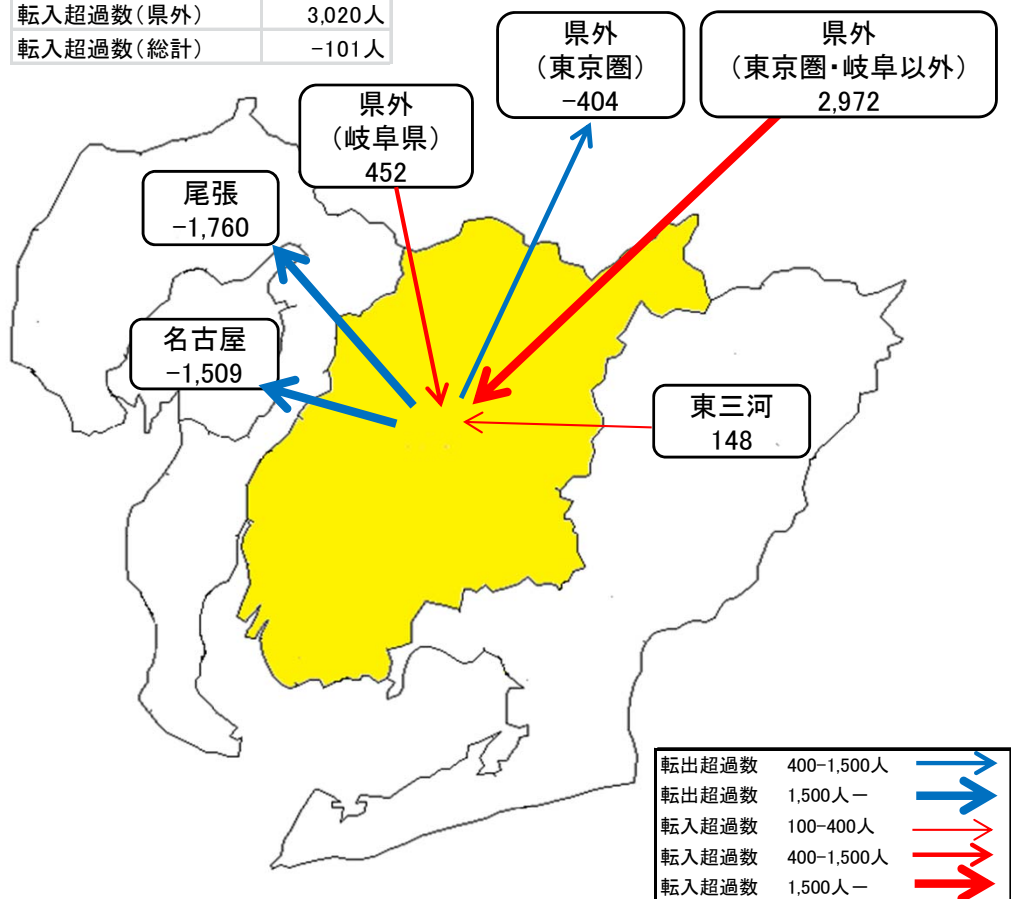 転入超過数(県外) 3,020人
転入超過数(総計) -101人
県外
(東京圏)
-404
県外
(東京圏・岐阜以外)
2,972
県外
(岐阜県)
452
尾張
-1,760
名古屋
-1,509
東三河
148
転出超過数 400-1,500人
転出超過数 1,500人-
転入超過数 100-400人
転入超過数 400-1,500人
転入超過数 1,500人-